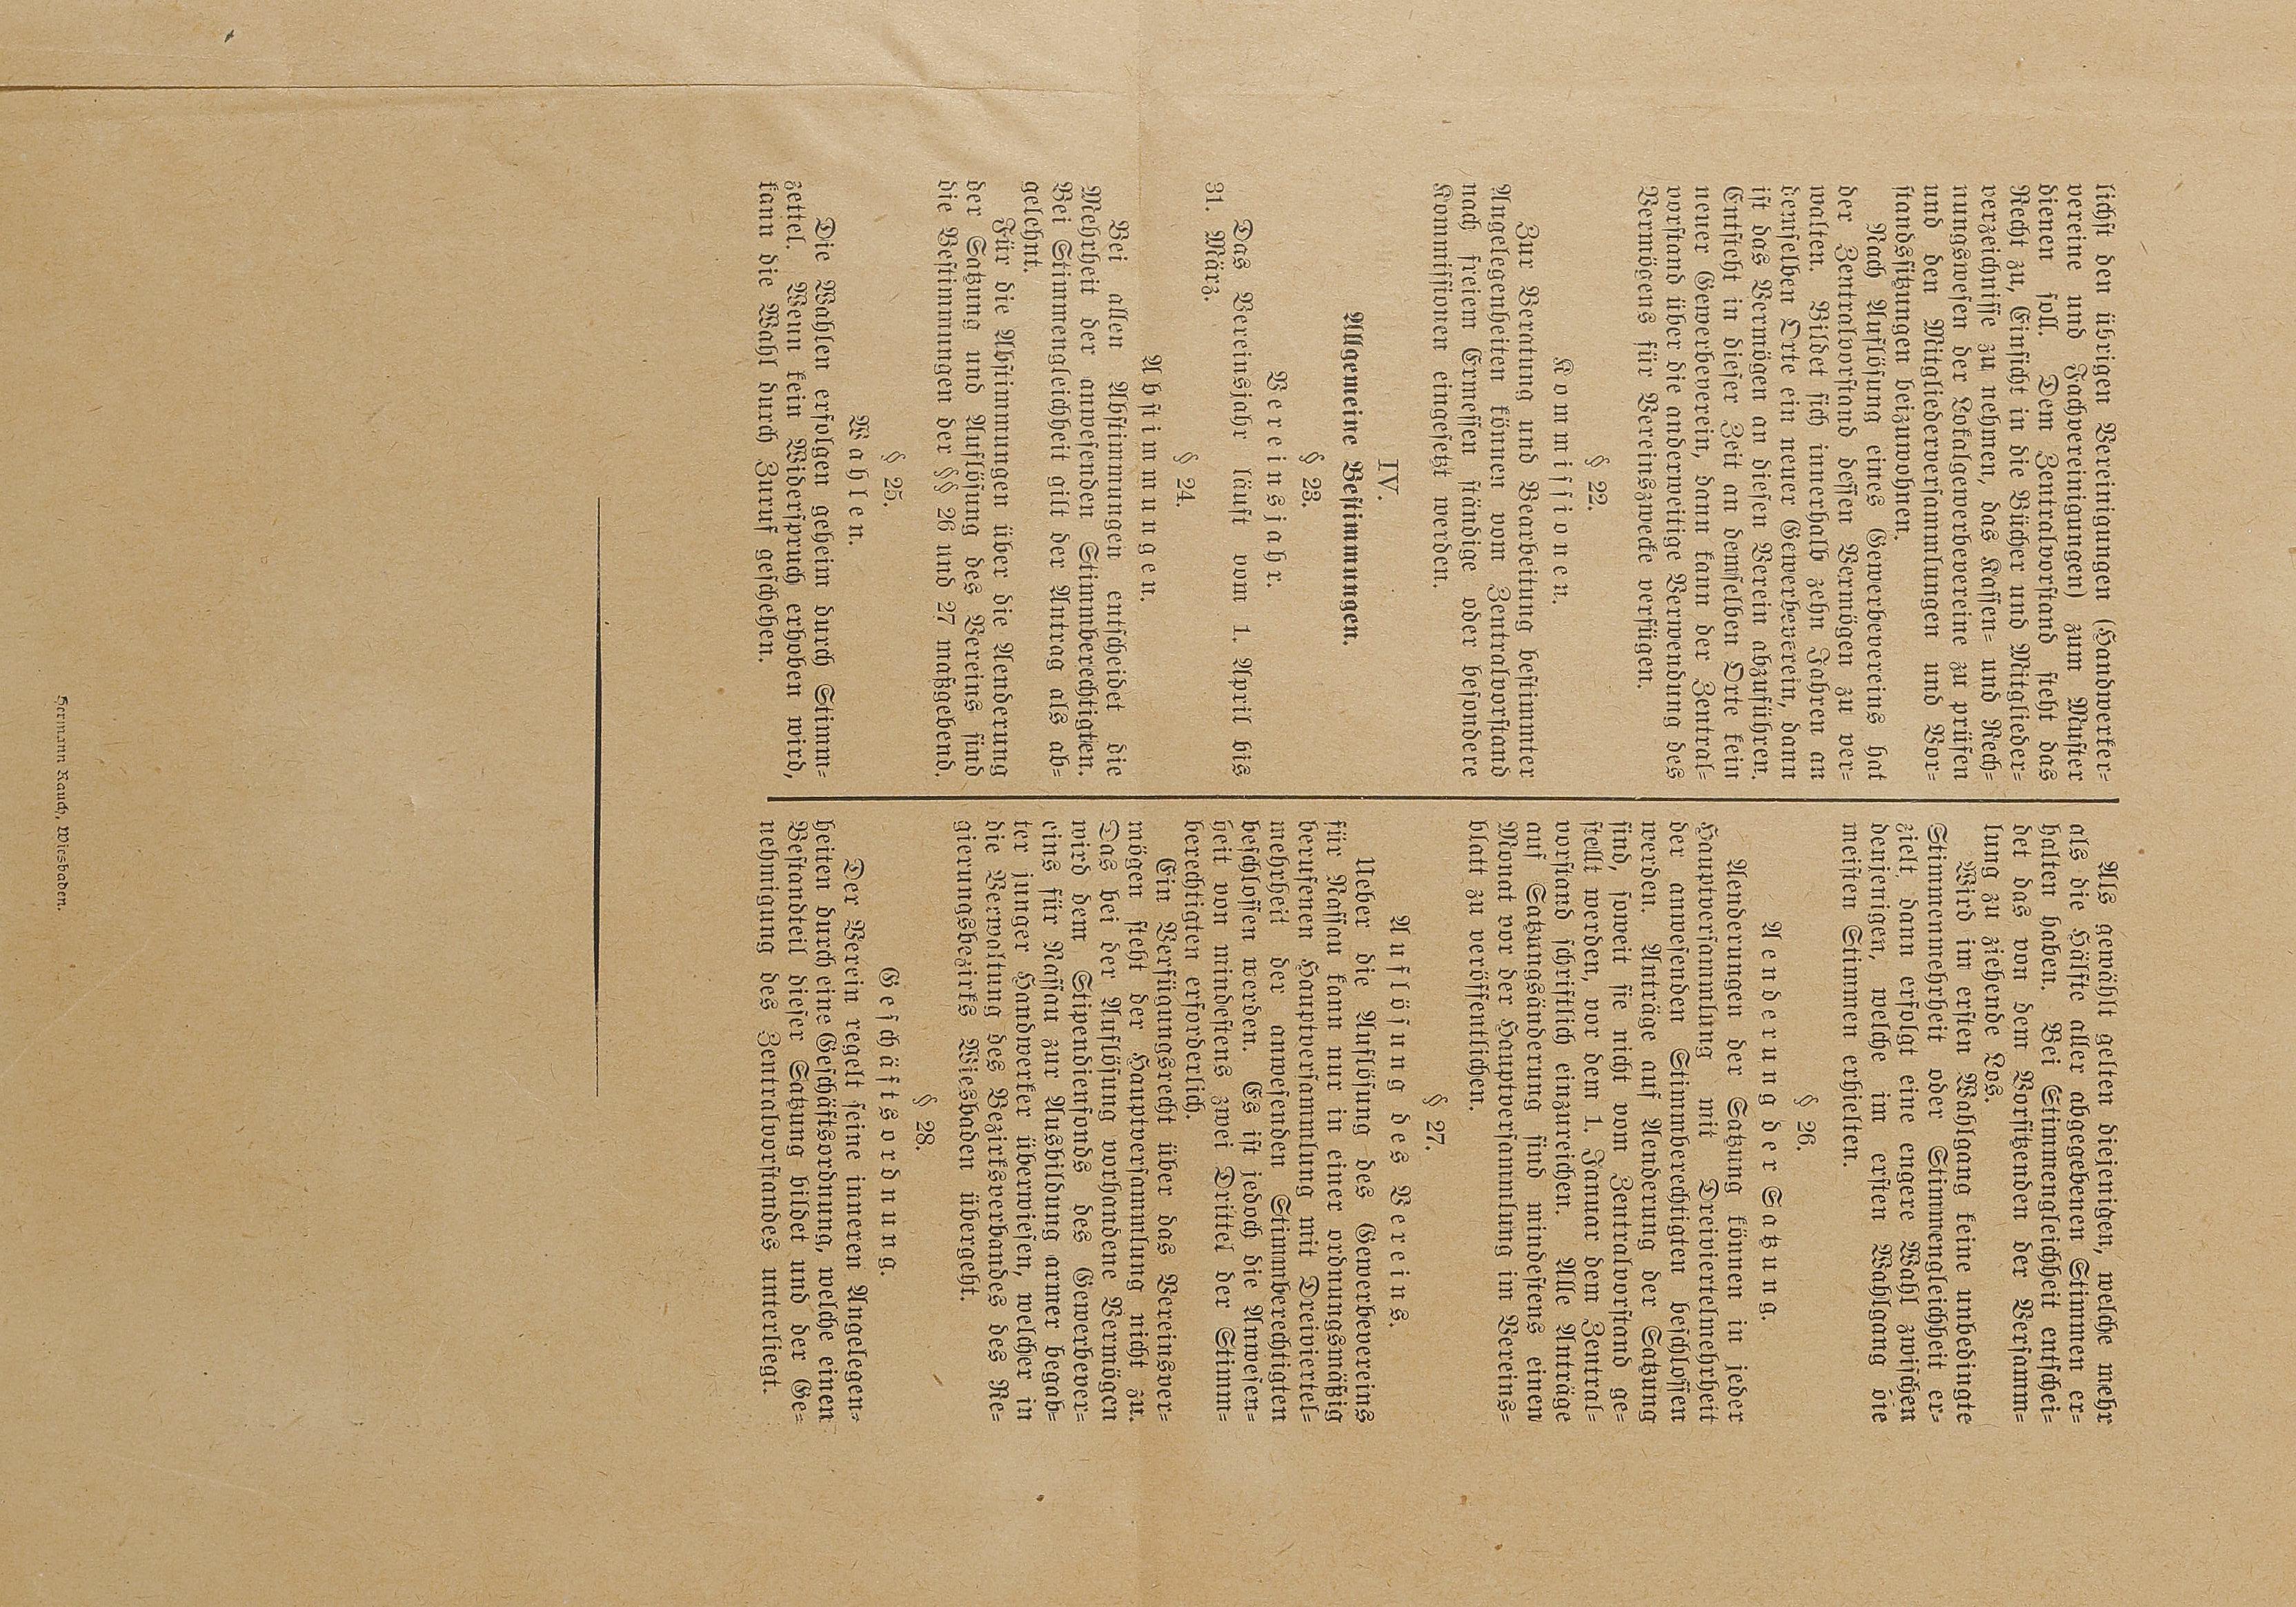 lichst den übrigen Vereinigungen (Handwerker-
vereine und Fachvereinigungen) zum Muster
dienen soll. Dem Zentralvorstand steht das
Recht zu, Einsicht in die Bücher und Mitglieder-
verzeichnisse zu nehmen, das Kassen- und Rech-
nungswesen der Lokalgewerbevereine zu prüfen
und den Mitgliederversammlungen und Vor-
standssitzungen beizuwohnen.
Nach Auflösung eines Gewerbevereins hat
der Zentralvorstand dessen Vermögen zu ver-
walten. Bildet sich innerhalb zehn Jahren an
demselben Orte ein neuer Gewerbeverein, dann
ist das Vermögen an diesen Verein abzuführen.
Entsteht in dieser Zeit an demselben Orte kein
neuer Gewerbeverein, dann kann der Zentral-
vorstand über die anderweitige Verwendung des
Vermögens für Vereinszwecke verfügen.
§ 22.
Kommissionen.
Zur Beratung und Bearbeitung bestimmter
Angelegenheiten können vom Zentralvorstand
nach freiem Ermessen ständige oder besondere
Kommissionen eingesetzt werden.
IV.
Allgemeine Bestimmungen.
§ 23.
Vereinsjahr.
Das Vereinsjahr läuft vom 1. April bis
31. März.
§ 24.
Abstimmungen.
Bei allen Abstimmungen entscheidet die
Mehrheit der anwesenden Stimmberechtigten.
Bei Stimmengleichheit gilt der Antrag als ab-
gelehnt.
Für die Abstimmungen über die Aenderung
der Satzung und Auflösung des Vereins sind
die Bestimmungen der §§ 26 und 27 maßgebend.
§ 25.
Wahlen.
Die Wahlen erfolgen geheim durch Stimm-
zettel. Wenn kein Widerspruch erhoben wird,
kann die Wahl durch Zuruf geschehen.
Als gewählt gelten diejenigen, welche mehr
als die Hälfte aller abgegebenen Stimmen er-
halten haben. Bei Stimmengleichheit entschei-
det das von dem Vorsitzenden der Versamm-
lung zu ziehende Los.
Wird im ersten Wahlgang keine unbedingte
Stimmenmehrheit oder Stimmengleichheit er-
zielt, dann erfolgt eine engere Wahl zwischen
denjenigen, welche im ersten Wahlgang die
meisten Stimmen erhielten.
§ 26.
Aenderung der Satzung.
Aenderungen der Satzung können in jeder
Hauptversammlung mit Dreiviertelmehrheit
der anwesenden Stimmberechtigten beschlossen
werden. Anträge auf Aenderung der Satzung
sind, soweit sie nicht vom Zentralvorstand ge-
stellt werden, vor dem 1. Januar dem Zentral-
vorstand schriftlich einzureichen. Alle Anträge
auf Satzungsänderung sind mindestens einen
Monat vor der Hauptversammlung im Vereins-
blatt zu veröffentlichen.
§ 27.
Auflösung des Vereins.
Ueber die Auflösung des Gewerbevereins
für Nassau kann nur in einer ordnungsmäßig
berufenen Hauptversammlung mit Dreiviertel-
mehrheit der anwesenden Stimmberechtigten
beschlossen werden. Es ist jedoch die Anwesen-
heit von mindestens zwei Drittel der Stimm-
berechtigten erforderlich.
Ein Verfügungsrecht über das Vereinsver-
mögen steht der Hauptversammlung nicht zu.
Das bei der Auflösung vorhandene Vermögen
wird dem Stipendienfonds des Gewerbever-
eins für Nassau zur Ausbildung armer begab-
ter junger Handwerker überwiesen, welcher in
die Verwaltung des Bezirksverbandes des Re-
gierungsbezirks Wiesbaden übergeht.
§ 28.
Geschäftsordnung.
Der Verein regelt seine inneren Angelegen-
heiten durch eine Geschäftsordnung, welche einen
Bestandteil dieser Satzung bildet und der Ge-
nehmigung des Zentralvorstandes unterliegt.
Hermann Rauch, Wiesbaden.